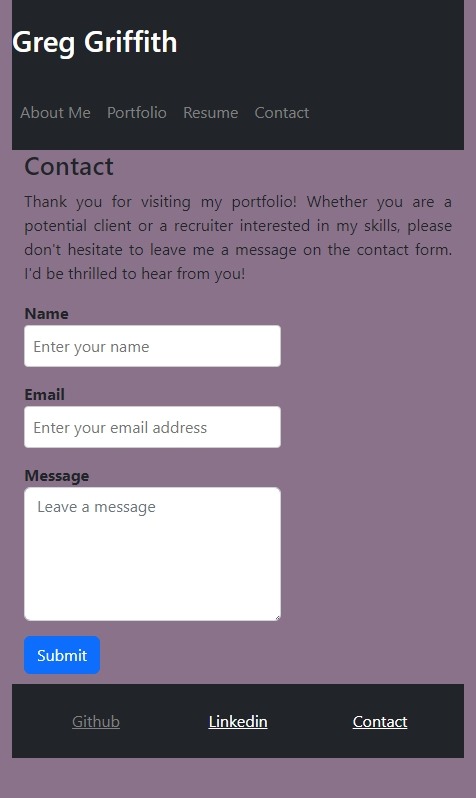 Greg Griffith
About Me Portfolio Resume Contact
Contact
Thank you for visiting my portfolio! Whether you are a
potential client or a recruiter interested in my skills, please
don't hesitate to leave me a message on the contact form.
I'd be thrilled to hear from you!
Name
Enter your name
Email
Enter your email address
Message
Leave a message
Submit
Github Linkedin Contact